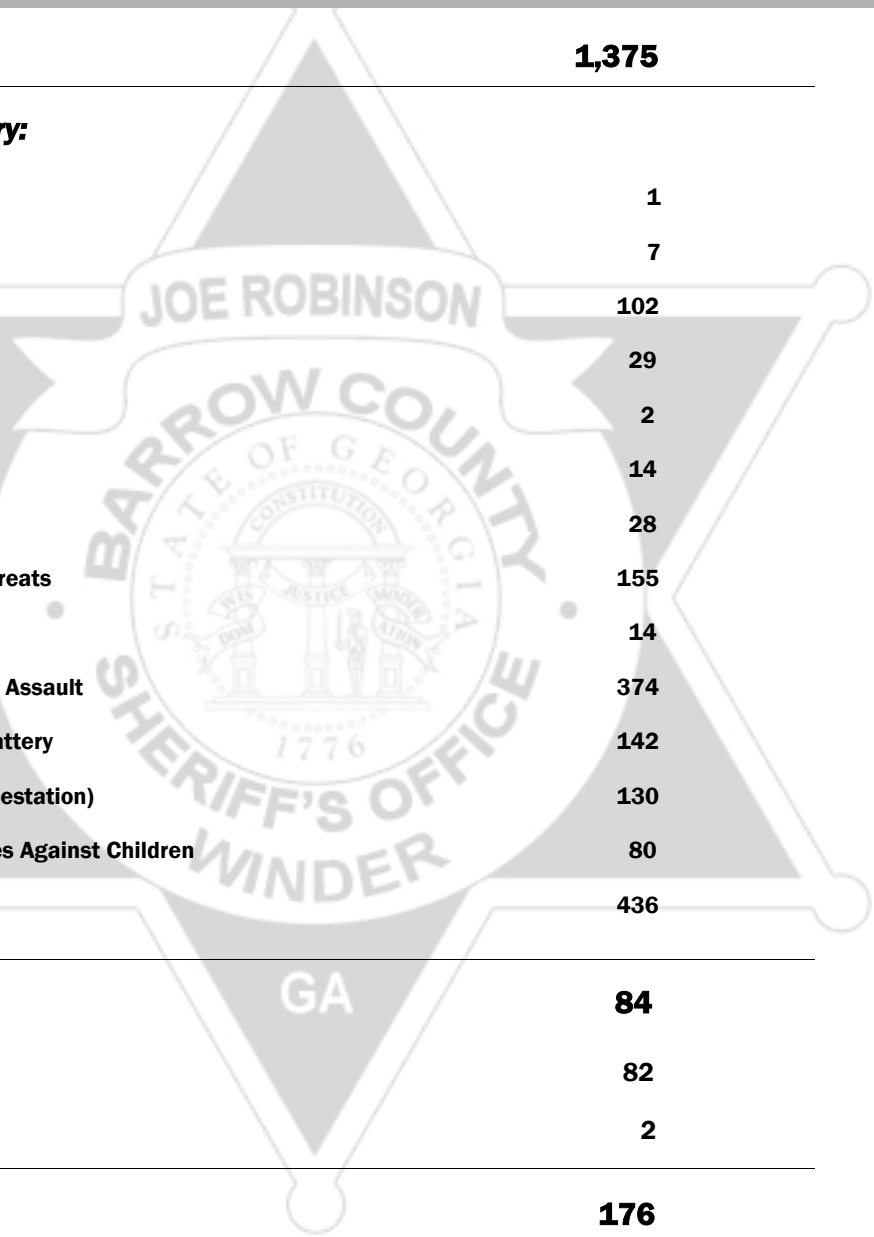 1,375
ry:
1
7
JOE ROBINSON
102
29
BARROW COUNTY
2
STATE OF GEORGIA
14
CONSTITUTION
28
reats 155
WISDOM JUSTICE MODERATION
14
Assault 374
attery 142
1776
estation) 130
SHERIFF'S OFFICE
es Against Children 80
WINDER
436
GA
84
82
2
176